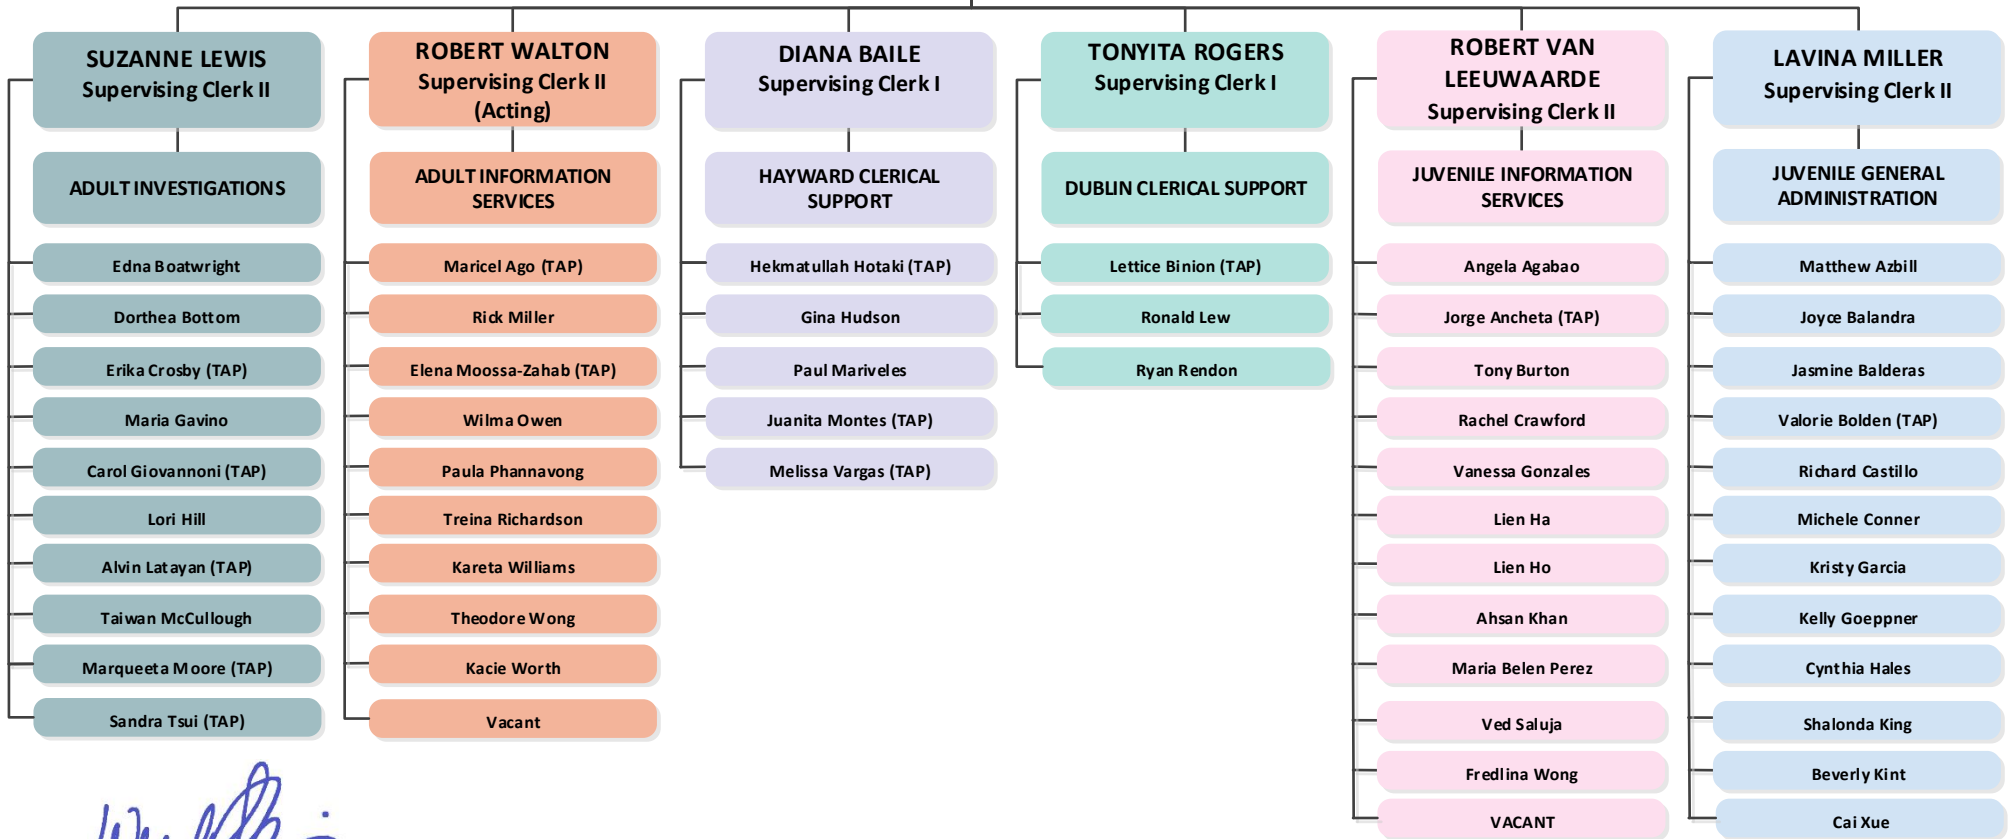 SUZANNE LEWIS
Supervising Clerk II
ADULT INVESTIGATIONS
Edna Boatwright
Dorthea Bottom
Erika Crosby (TAP)
Maria Gavino
Carol Giovannoni (TAP)
Lori Hill
Alvin Latayan (TAP)
Taiwan McCullough
Marqueeta Moore (TAP)
Sandra Tsui (TAP)
ROBERT WALTON
Supervising Clerk II
(Acting)
ADULT INFORMATION
SERVICES
Maricel Ago (TAP)
Rick Miller
Elena Moossa-Zahab (TAP)
Wilma Owen
Paula Phannavong
Treina Richardson
Kareta Williams
Theodore Wong
Kacie Worth
Vacant
DIANA BAILE
Supervising Clerk I
HAYWARD CLERICAL
SUPPORT
Hekmatullah Hotaki (TAP)
Gina Hudson
Paul Mariveles
Juanita Montes (TAP)
Melissa Vargas (TAP)
TONYITA ROGERS
Supervising Clerk I
DUBLIN CLERICAL SUPPORT
Lettice Binion (TAP)
Ronald Lew
Ryan Rendon
ROBERT VAN
LEEUWAARDE
Supervising Clerk II
JUVENILE INFORMATION
SERVICES
Angela Agabao
Jorge Ancheta (TAP)
Tony Burton
Rachel Crawford
Vanessa Gonzales
Lien Ha
Lien Ho
Ahsan Khan
Maria Belen Perez
Ved Saluja
Fredlina Wong
VACANT
LAVINA MILLER
Supervising Clerk II
JUVENILE GENERAL
ADMINISTRATION
Matthew Azbill
Joyce Balandra
Jasmine Balderas
Valorie Bolden (TAP)
Richard Castillo
Michele Conner
Kristy Garcia
Kelly Goeppner
Cynthia Hales
Shalonda King
Beverly Kint
Cai Xue